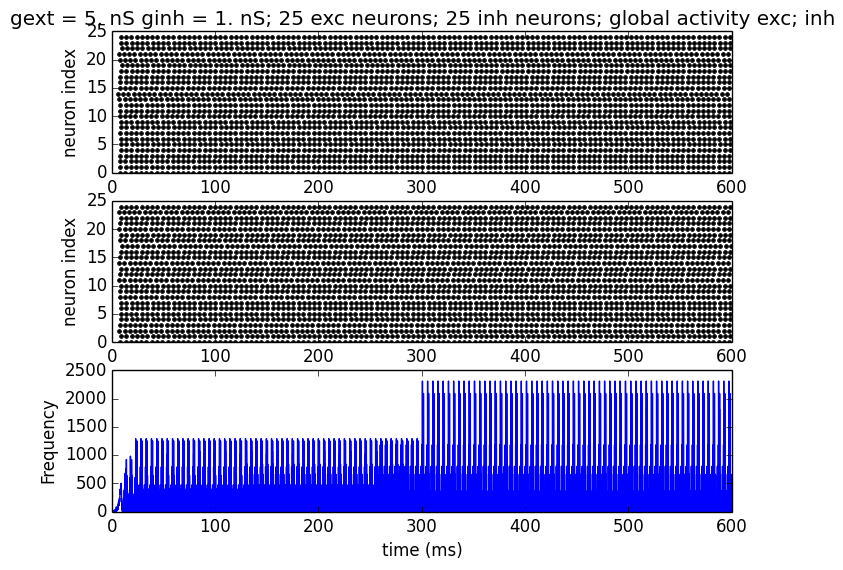 gext = 5. nS ginh = 1. nS; 25 exc neurons; 25 inh neurons; global activity exc; inh
25
20
15
10
5
0
neuron index
0 100 200 300 400 500 600
25
20
15
10
5
0
neuron index
0 100 200 300 400 500 600
2500
2000
1500
1000
500
0
Frequency
0 100 200 300 400 500 600
time (ms)